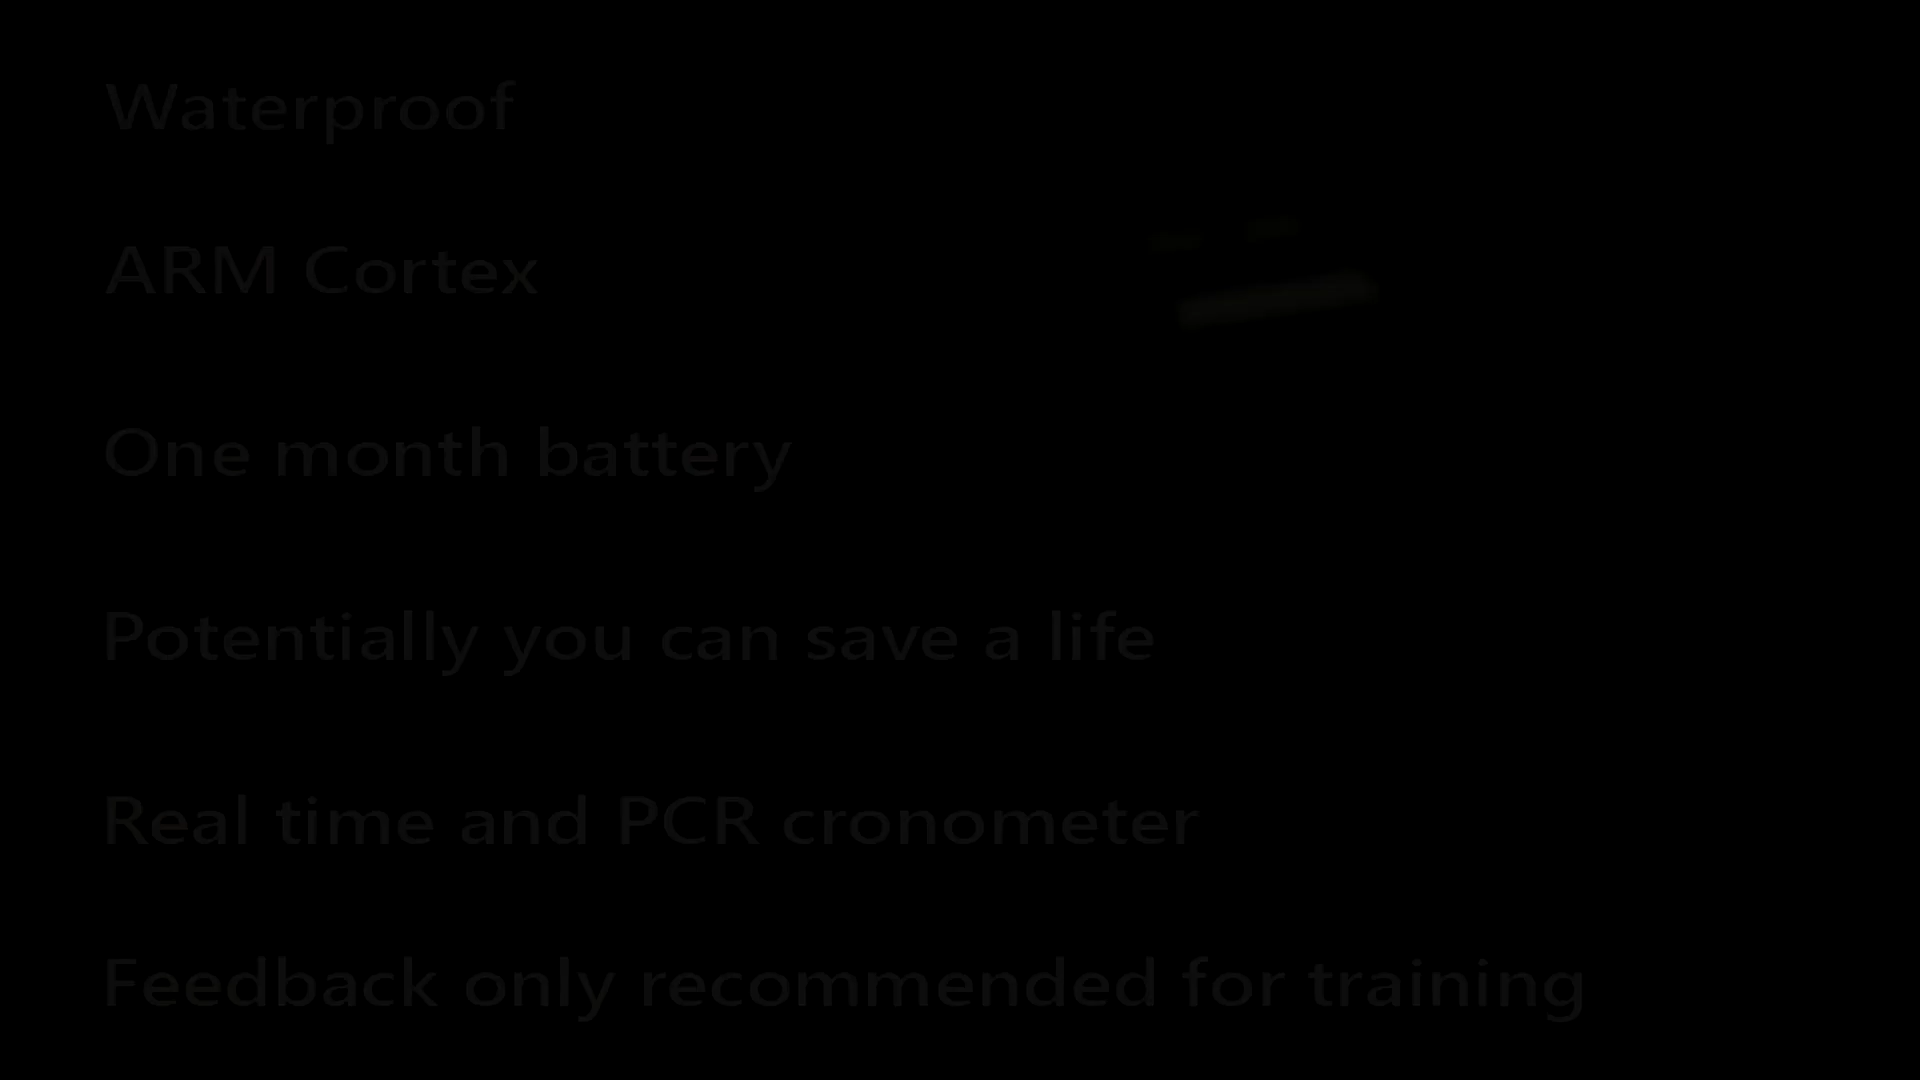 Waterproof
ARM Cortex
One month battery
Potentially you can save a life
Real time and PCR cronometer
Feedback only recommended for training